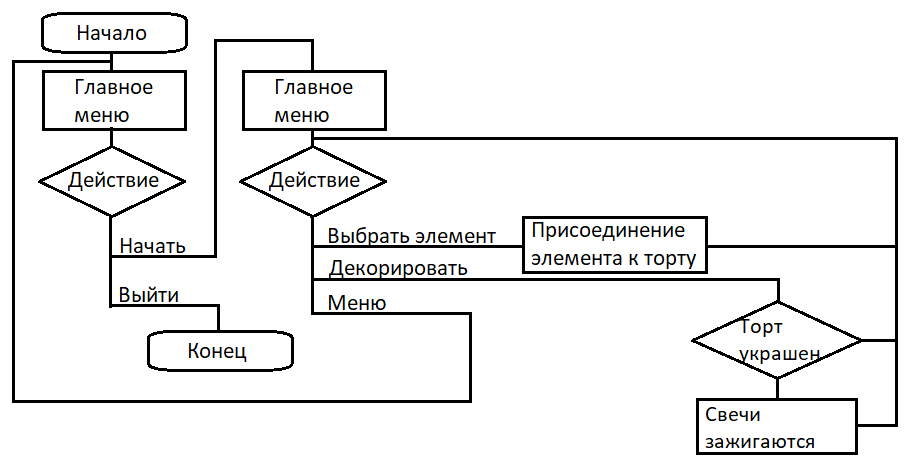 Начало
Главное
меню
Действие
Начать
Выйти
Конец
Главное
меню
Действие
Выбрать элемент
Декорировать
Меню
Присоединение
элемента к торту
Торт
украшен
Свечи
зажигаются